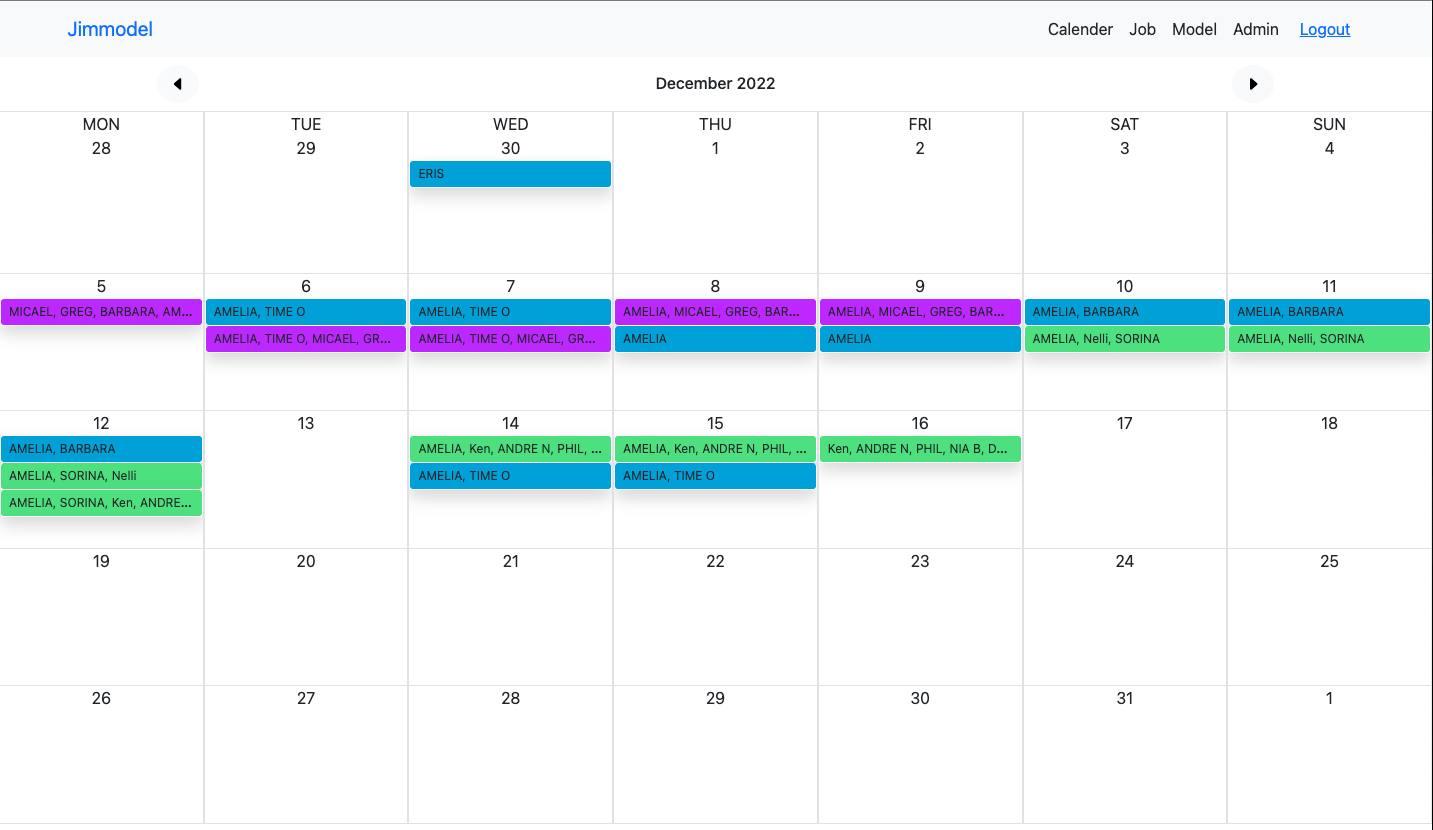 Jimmodel Calender Job Model Admin Logout
December 2022
MON TUE WED THU FRI SAT SUN
28 29 30 1 2 3 4
ERIS
5 6 7 8 9 10 11
MICAEL, GREG, BARBARA, AM... AMELIA, TIME O AMELIA, TIME O AMELIA, MICAEL, GREG, BAR... AMELIA, MICAEL, GREG, BAR... AMELIA, BARBARA AMELIA, BARBARA
AMELIA, TIME O, MICAEL, GR... AMELIA, TIME O, MICAEL, GR... AMELIA AMELIA AMELIA, Nelli, SORINA AMELIA, Nelli, SORINA
12 13 14 15 16 17 18
AMELIA, BARBARA AMELIA, Ken, ANDRE N, PHIL, ... AMELIA, Ken, ANDRE N, PHIL, ... Ken, ANDRE N, PHIL, NIA B, D...
AMELIA, SORINA, Nelli AMELIA, TIME O AMELIA, TIME O
AMELIA, SORINA, Ken, ANDRE...
19 20 21 22 23 24 25
26 27 28 29 30 31 1